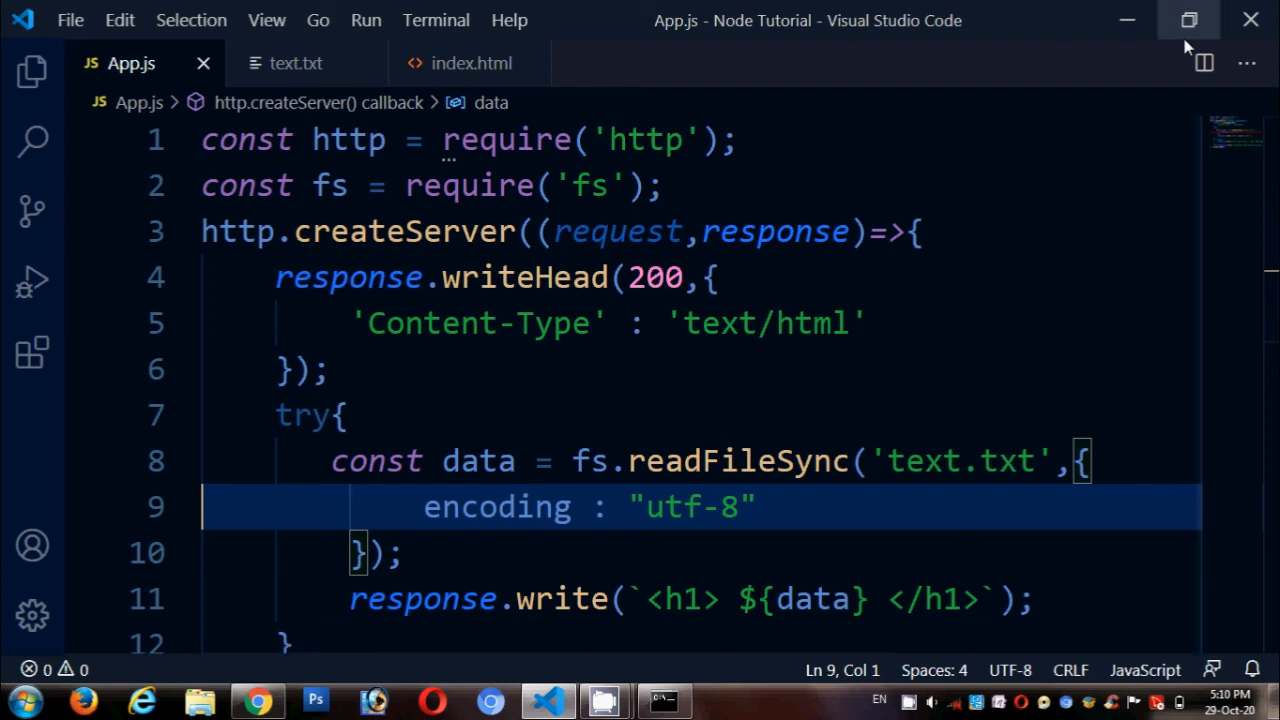 File Edit Selection View Go Run Terminal Help App.js - Node Tutorial - Visual Studio Code
JS App.js text.txt <> index.html
JS App.js > http.createServer() callback > data
1 const http = require('http');
2 const fs = require('fs');
3 http.createServer((request,response)=>{
4 response.writeHead(200,{
5 'Content-Type' : 'text/html'
6 });
7 try{
8 const data = fs.readFileSync('text.txt',{
9 encoding : "utf-8"
10 });
11 response.write(`<h1> ${data} </h1>`);
12 }
0 0 Ln 9, Col 1 Spaces: 4 UTF-8 CRLF JavaScript
Ps EN 5:10 PM
29-Oct-20